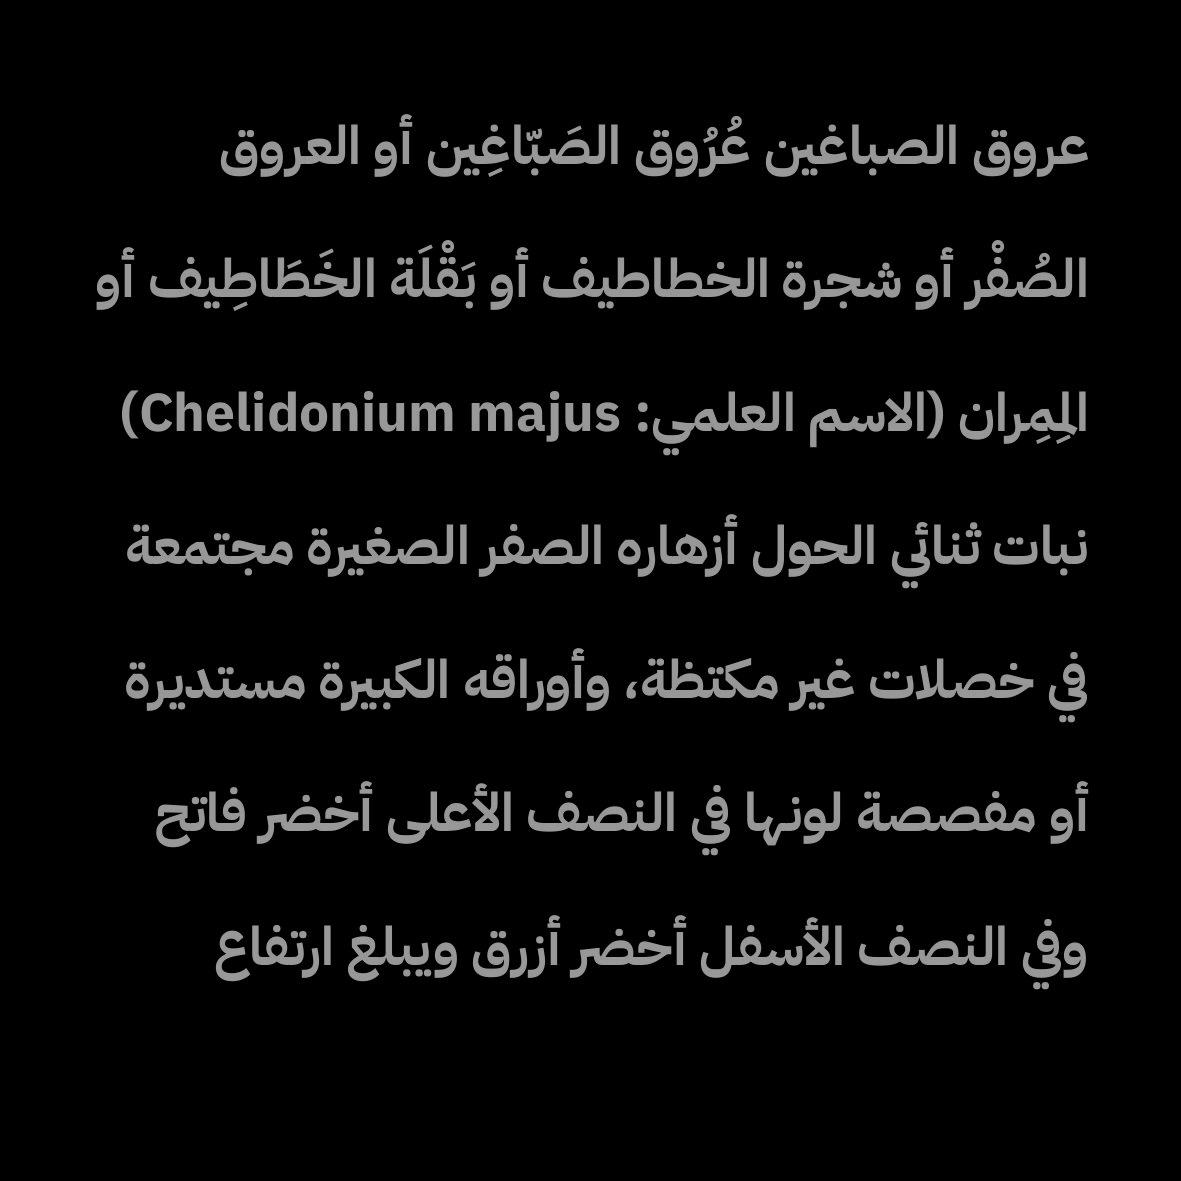 عروق الصباغين عُرُوق الصَبّاغِين أو العروق
الصُفْر أو شجرة الخطاطيف أو بَقْلَة الخَطَاطِيف أو
المِمِران (الاسم العلمي: Chelidonium majus)
نبات ثنائي الحول أزهاره الصفر الصغيرة مجتمعة
في خصلات غير مكتظة، وأوراقه الكبيرة مستديرة
أو مفصصة لونها في النصف الأعلى أخضر فاتح
وفي النصف الأسفل أخضر أزرق ويبلغ ارتفاع